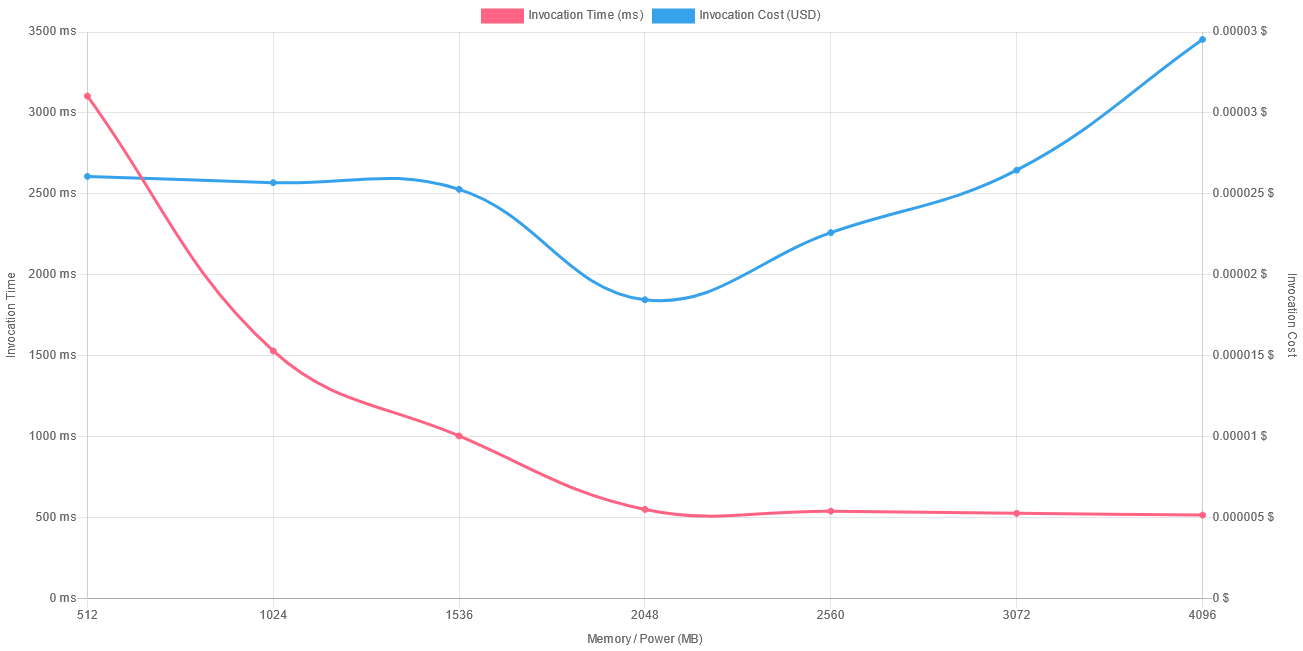 Invocation Time (ms) Invocation Cost (USD)
3500 ms 0.00003 $
3000 ms 0.00003 $
2500 ms 0.000025 $
2000 ms 0.00002 $
1500 ms 0.000015 $
1000 ms 0.00001 $
500 ms 0.000005 $
0 ms 0 $
Invocation Time
Invocation Cost
512 1024 1536 2048 2560 3072 4096
Memory / Power (MB)